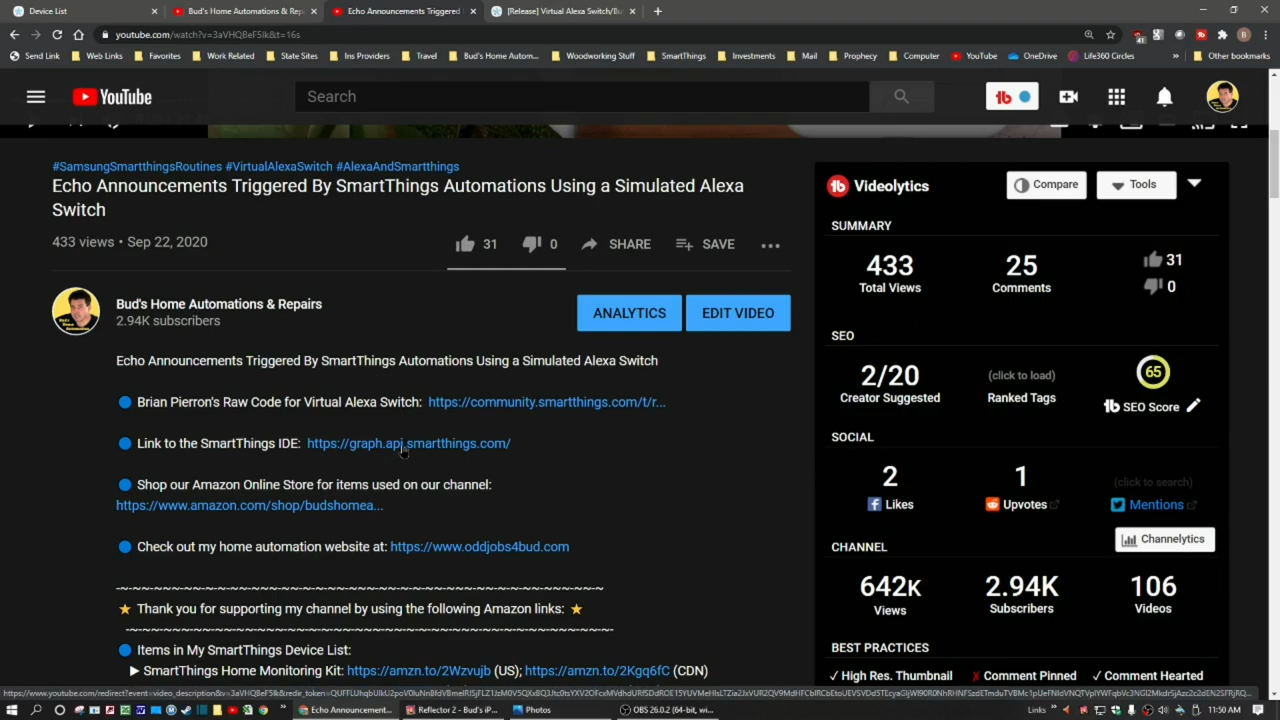 Device List
Bud's Home Automations & Rep
Echo Announcements Triggered
[Release] Virtual Alexa Switch/Bu
youtube.com/watch?v=3aVHQBeF5lk&t=16s
Send Link
Web Links
Favorites
Work Related
State Sites
Ins Providers
Travel
Bud's Home Autom...
Woodworking Stuff
SmartThings
Investments
Mail
Prophecy
Computer
YouTube
OneDrive
Life360 Circles
Other bookmarks
YouTube
Search
#SamsungSmartthingsRoutines #VirtualAlexaSwitch #AlexaAndSmartthings
Echo Announcements Triggered By SmartThings Automations Using a Simulated Alexa
Switch
433 views • Sep 22, 2020
31
0
SHARE
SAVE
Bud's Home Automations & Repairs
2.94K subscribers
ANALYTICS
EDIT VIDEO
Echo Announcements Triggered By SmartThings Automations Using a Simulated Alexa Switch
Brian Pierron's Raw Code for Virtual Alexa Switch: https://community.smartthings.com/t/r...
Link to the SmartThings IDE: https://graph.api.smartthings.com/
Shop our Amazon Online Store for items used on our channel:
https://www.amazon.com/shop/budshomea...
Check out my home automation website at: https://www.oddjobs4bud.com
Thank you for supporting my channel by using the following Amazon links:
Items in My SmartThings Device List:
SmartThings Home Monitoring Kit: https://amzn.to/2Wzvujb (US); https://amzn.to/2Kgq6fC (CDN)
Videolytics
Compare
Tools
SUMMARY
433
Total Views
25
Comments
31
0
SEO
2/20
Creator Suggested
(click to load)
Ranked Tags
65
SEO Score
SOCIAL
2
Likes
1
Upvotes
(click to search)
Mentions
CHANNEL
Channelytics
642K
Views
2.94K
Subscribers
106
Videos
BEST PRACTICES
✓ High Res. Thumbnail
✗ Comment Pinned
✓ Comment Hearted
Echo Announcemen...
Reflector 2 - Bud's iP...
Photos
OBS 26.0.2 (64-bit, wi...
Links
11:50 AM